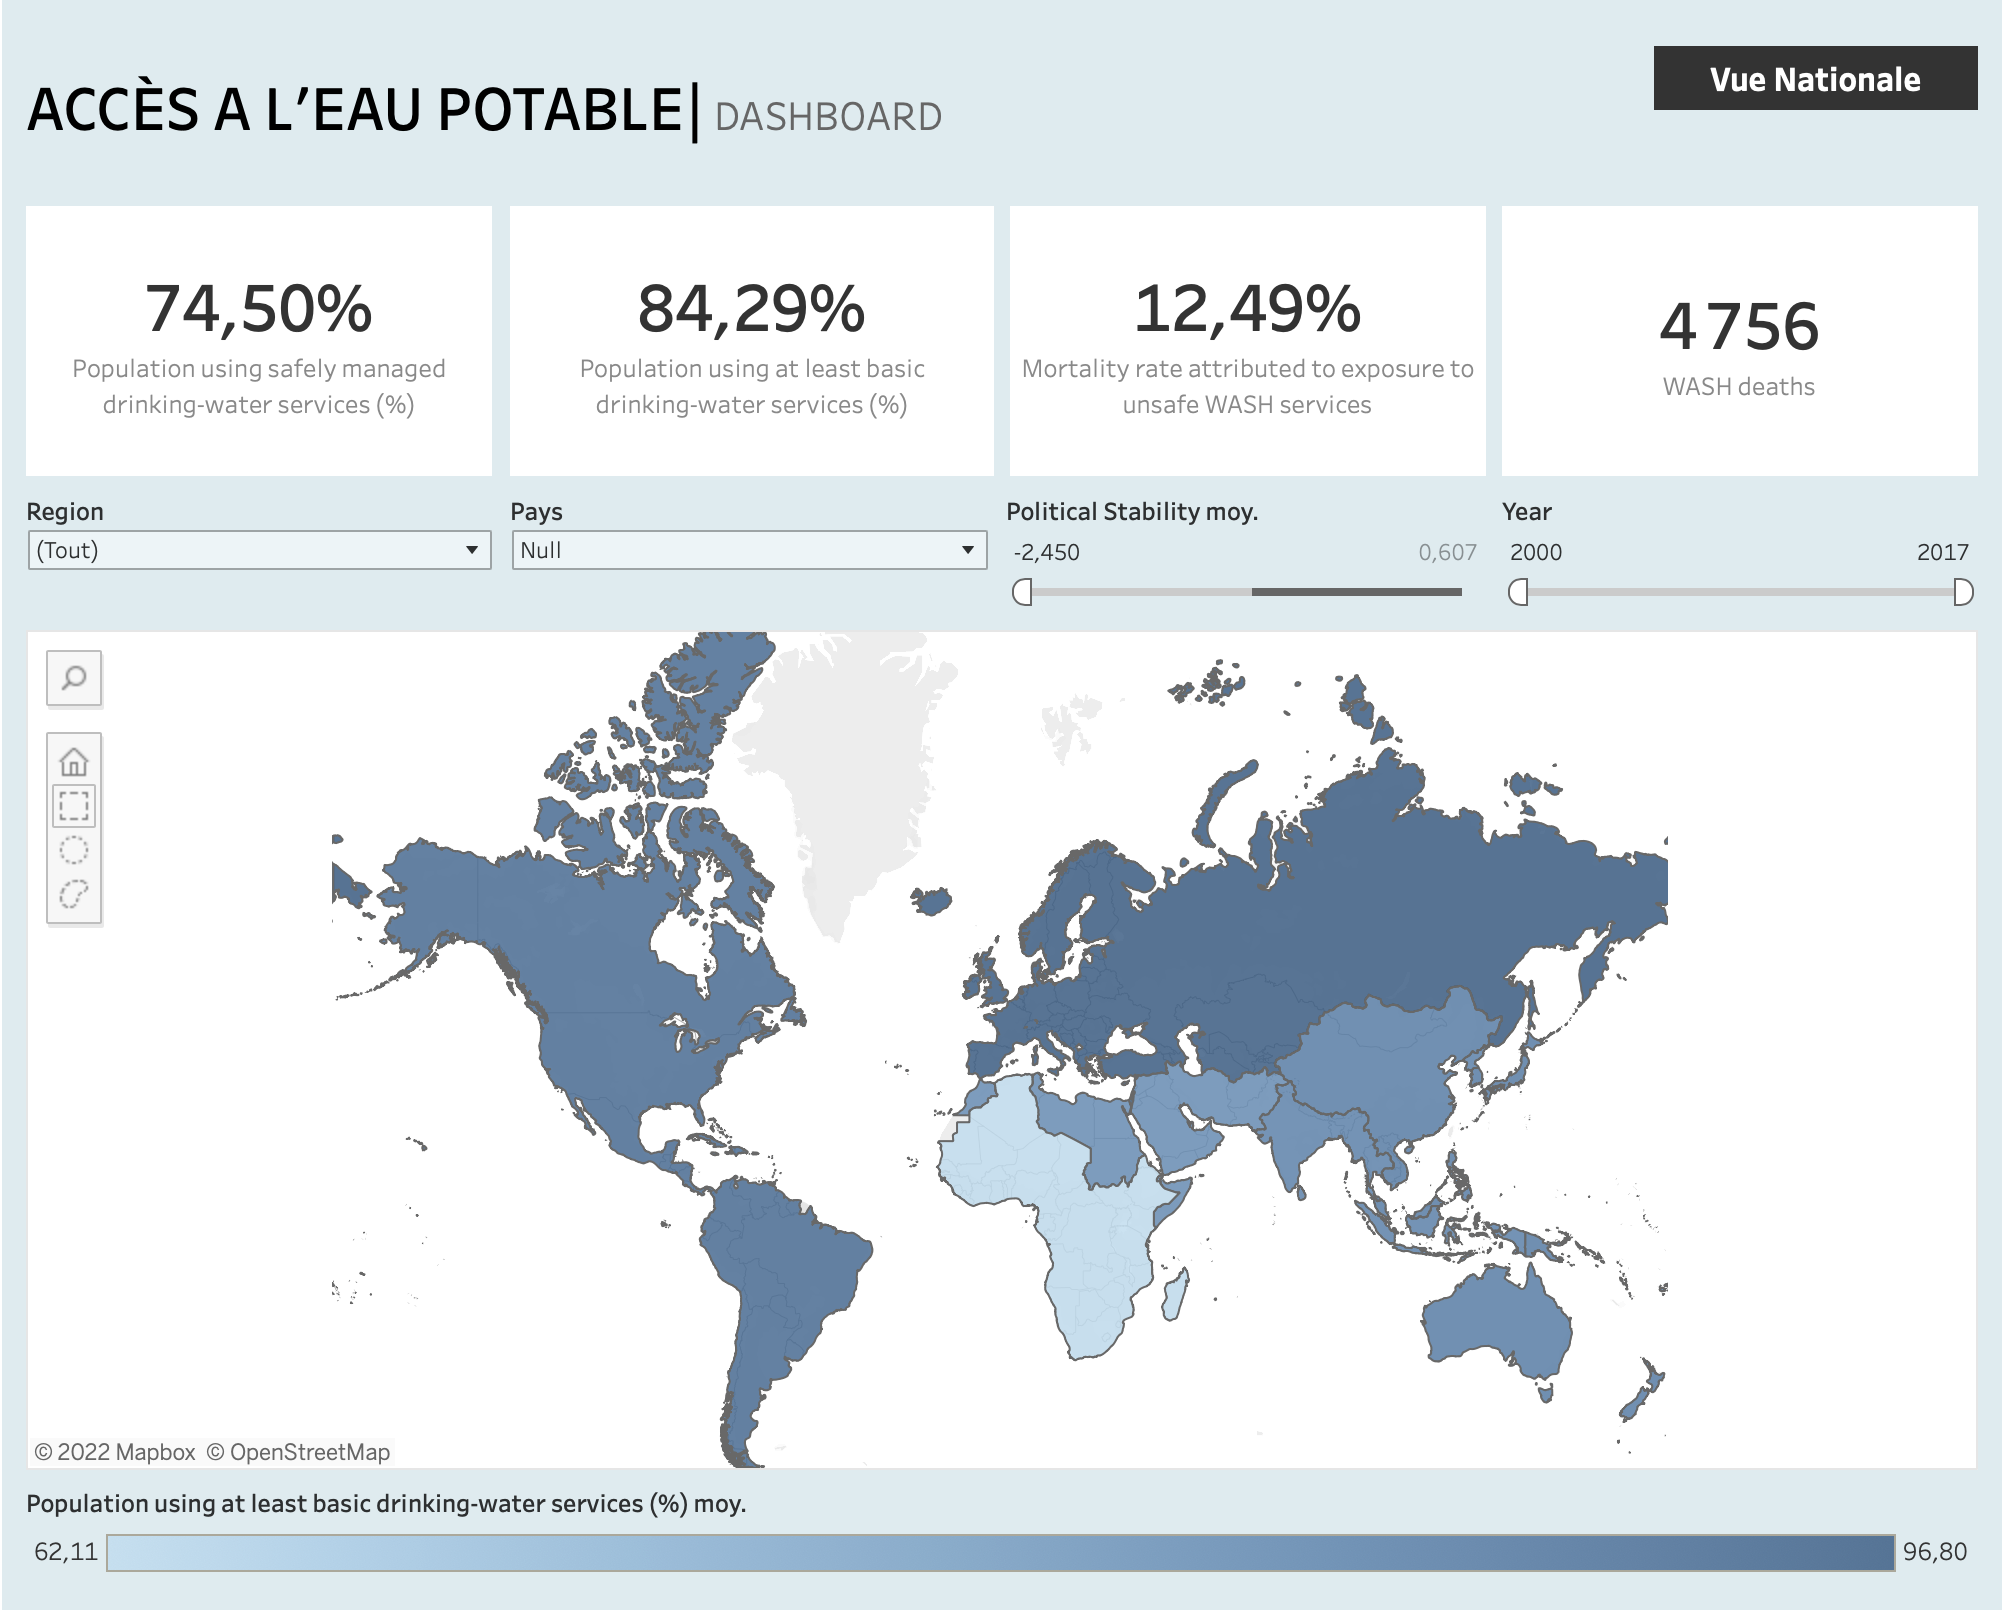 ACCÈS A L’EAU POTABLE| DASHBOARD
Vue Nationale
74,50%
Population using safely managed
drinking-water services (%)
84,29%
Population using at least basic
drinking-water services (%)
12,49%
Mortality rate attributed to exposure to
unsafe WASH services
4 756
WASH deaths
Region
(Tout)
Pays
Null
Political Stability moy.
-2,450
0,607
Year
2000
2017
© 2022 Mapbox © OpenStreetMap
Population using at least basic drinking-water services (%) moy.
62,11
96,80